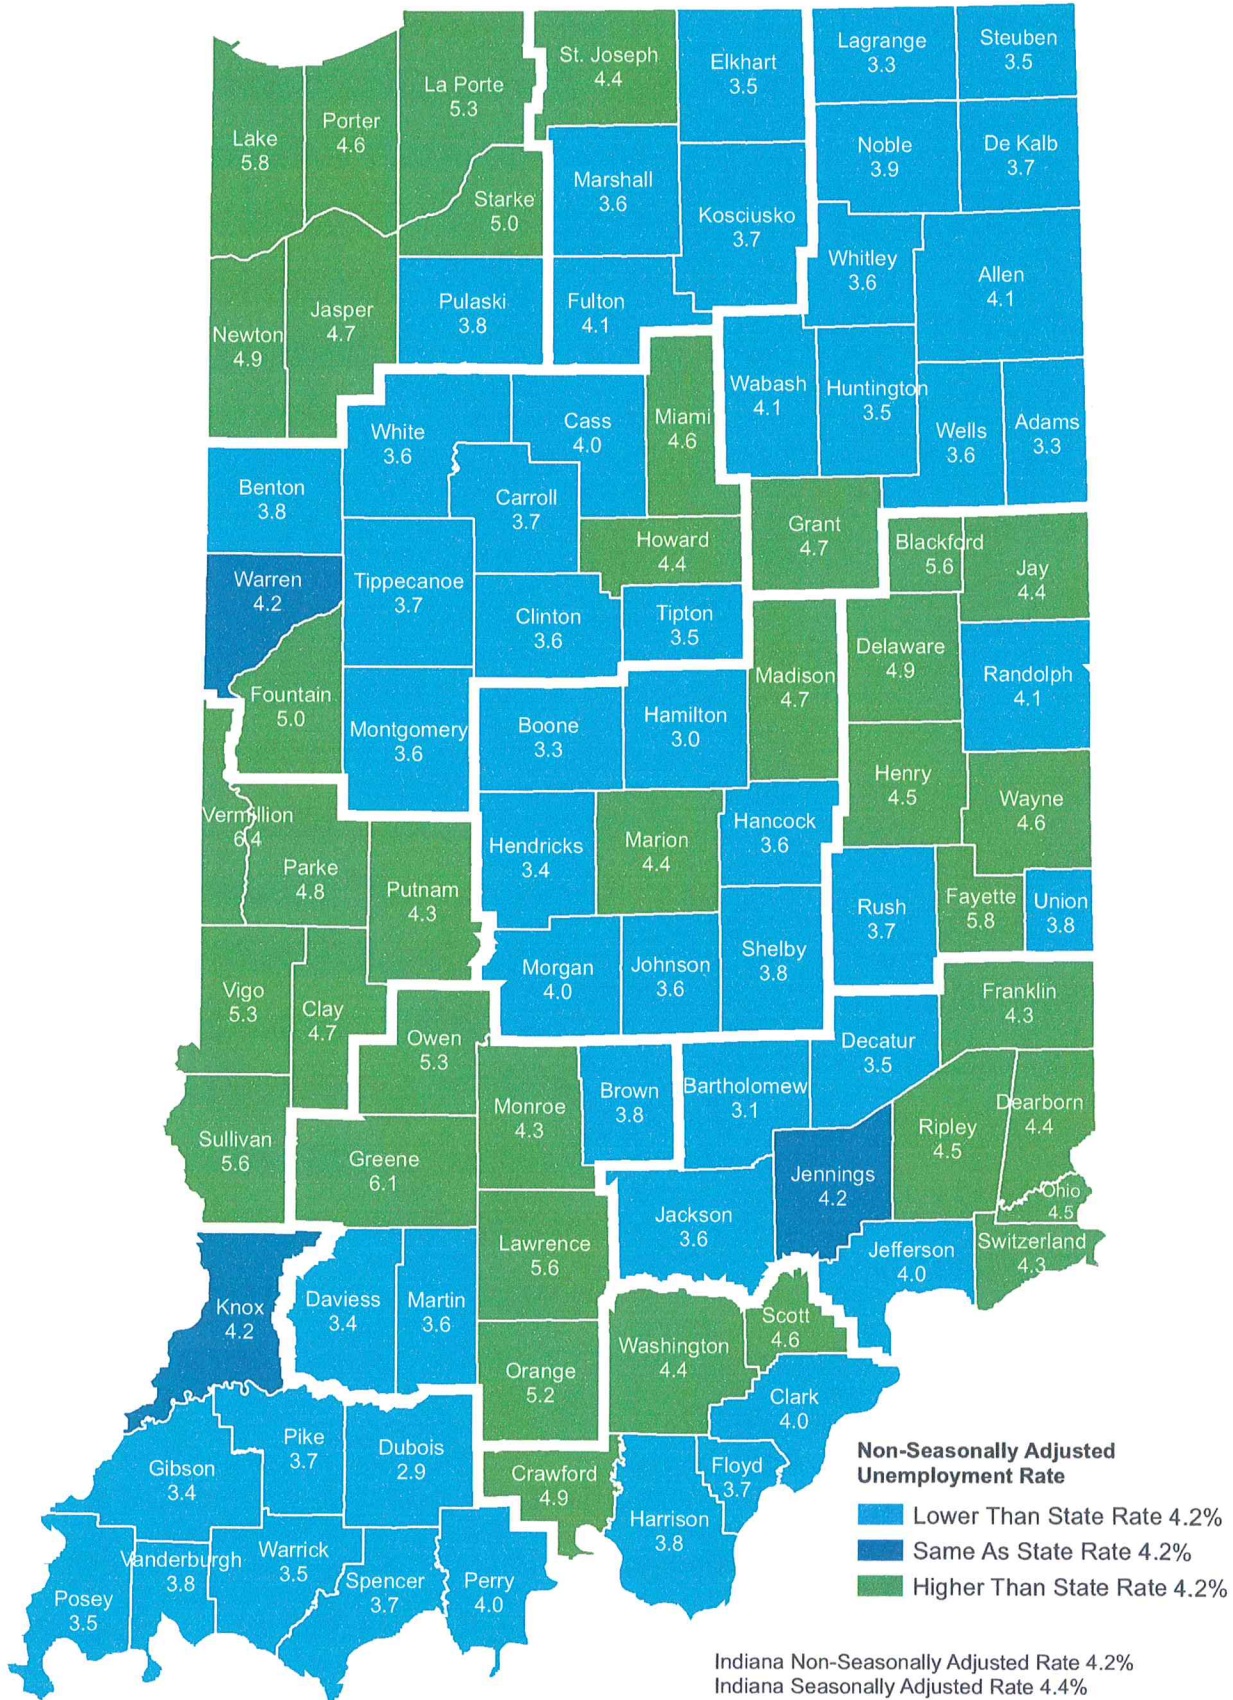 Lake
5.8
Porter
4.6
La Porte
5.3
St. Joseph
4.4
Elkhart
3.5
Lagrange
3.3
Steuben
3.5
Noble
3.9
De Kalb
3.7
Starke
5.0
Marshall
3.6
Kosciusko
3.7
Whitley
3.6
Allen
4.1
Newton
4.9
Jasper
4.7
Pulaski
3.8
Fulton
4.1
Wabash
4.1
Huntington
3.5
Wells
3.6
Adams
3.3
White
3.6
Cass
4.0
Miami
4.6
Benton
3.8
Carroll
3.7
Howard
4.4
Grant
4.7
Blackford
5.6
Jay
4.4
Warren
4.2
Tippecanoe
3.7
Clinton
3.6
Tipton
3.5
Madison
4.7
Delaware
4.9
Randolph
4.1
Fountain
5.0
Montgomery
3.6
Boone
3.3
Hamilton
3.0
Henry
4.5
Wayne
4.6
Vermillion
6.4
Parke
4.8
Putnam
4.3
Hendricks
3.4
Marion
4.4
Hancock
3.6
Rush
3.7
Fayette
5.8
Union
3.8
Vigo
5.3
Clay
4.7
Owen
5.3
Morgan
4.0
Johnson
3.6
Shelby
3.8
Franklin
4.3
Decatur
3.5
Sullivan
5.6
Greene
6.1
Monroe
4.3
Brown
3.8
Bartholomew
3.1
Jennings
4.2
Ripley
4.5
Dearborn
4.4
Ohio
4.5
Switzerland
4.3
Jefferson
4.0
Jackson
3.6
Lawrence
5.6
Knox
4.2
Daviess
3.4
Martin
3.6
Orange
5.2
Washington
4.4
Scott
4.6
Clark
4.0
Floyd
3.7
Harrison
3.8
Crawford
4.9
Gibson
3.4
Pike
3.7
Dubois
2.9
Posey
3.5
Vanderburgh
3.8
Warrick
3.5
Spencer
3.7
Perry
4.0
Non-Seasonally Adjusted
Unemployment Rate
Lower Than State Rate 4.2%
Same As State Rate 4.2%
Higher Than State Rate 4.2%
Indiana Non-Seasonally Adjusted Rate 4.2%
Indiana Seasonally Adjusted Rate 4.4%